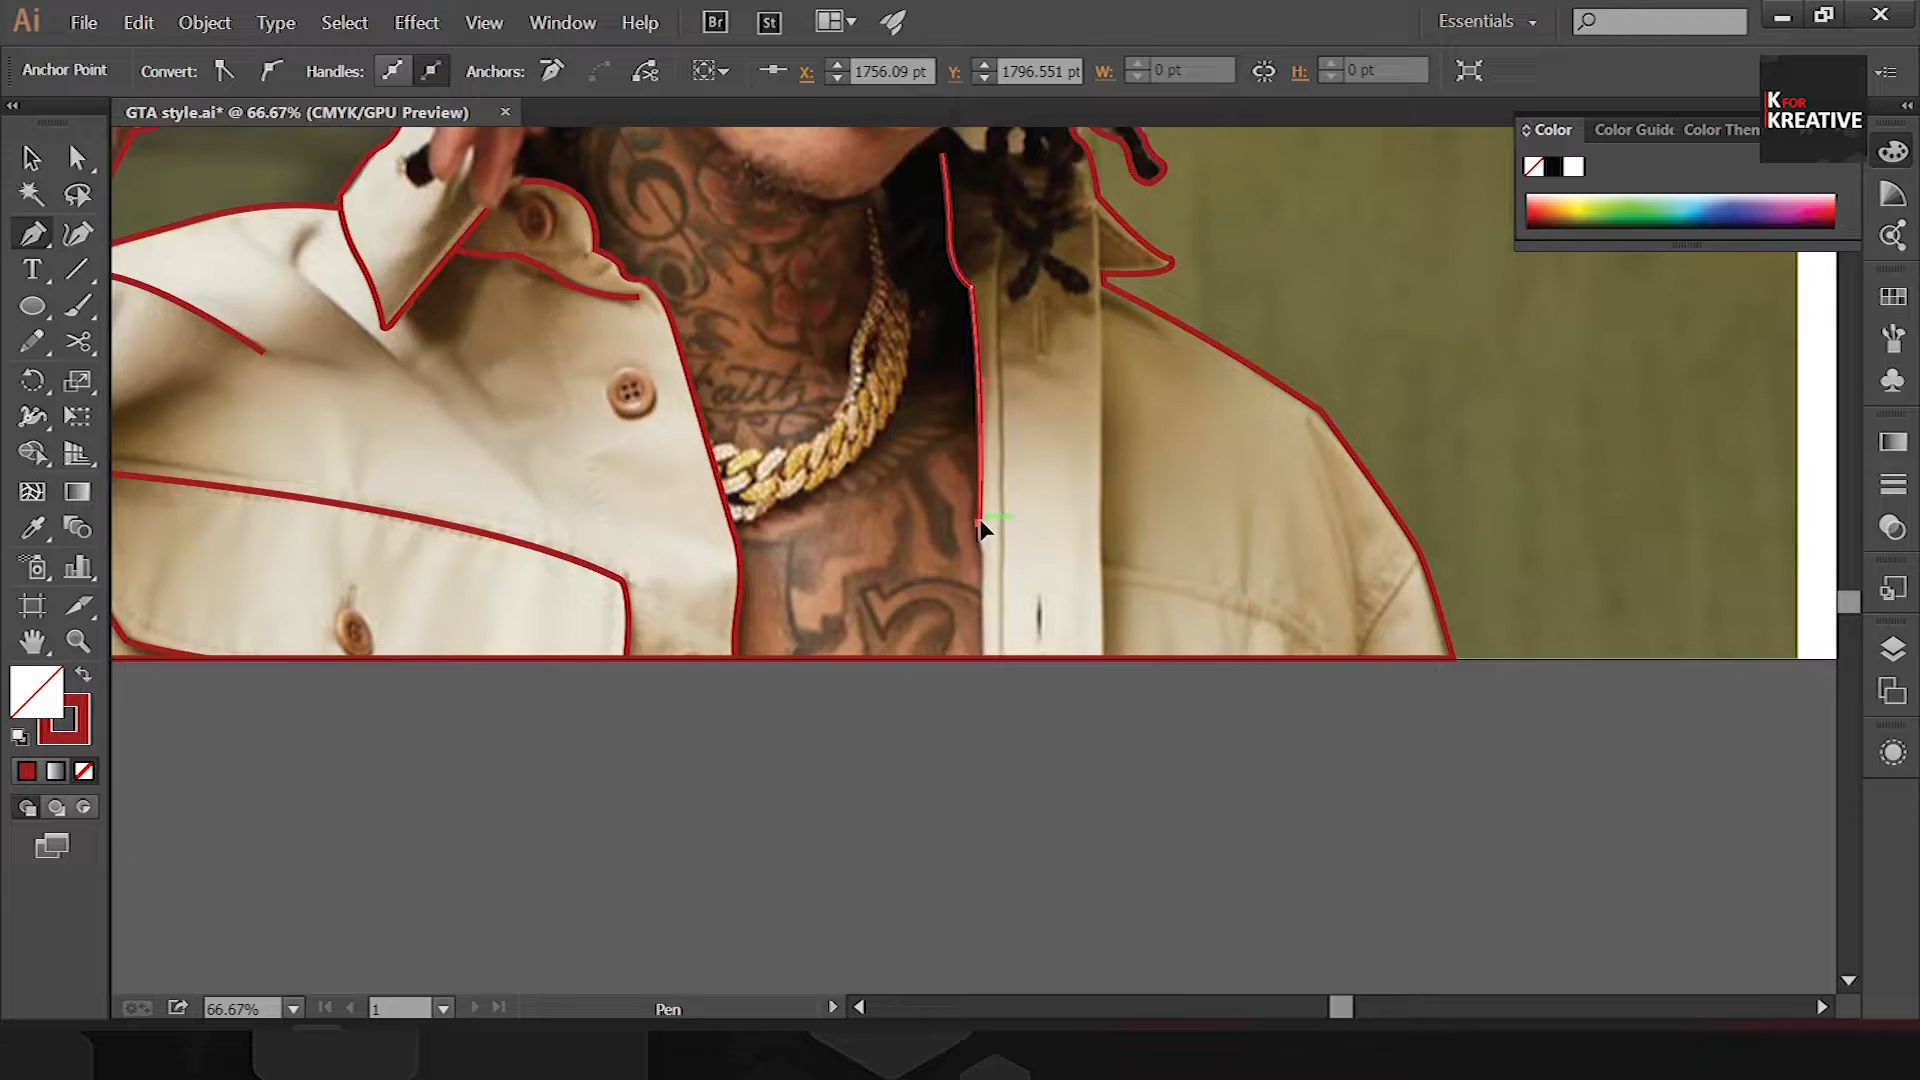 Ai File Edit Object Type Select Effect View Window Help Br St Essentials
Anchor Point Convert: Handles: Anchors: X: 1756.09 pt Y: 1796.551 pt W: 0 pt H: 0 pt
K FOR
KREATIVE
GTA style.ai* @ 66.67% (CMYK/GPU Preview) ×
Color Color Guide Color Then
T
Faith
66.67% 1 Pen